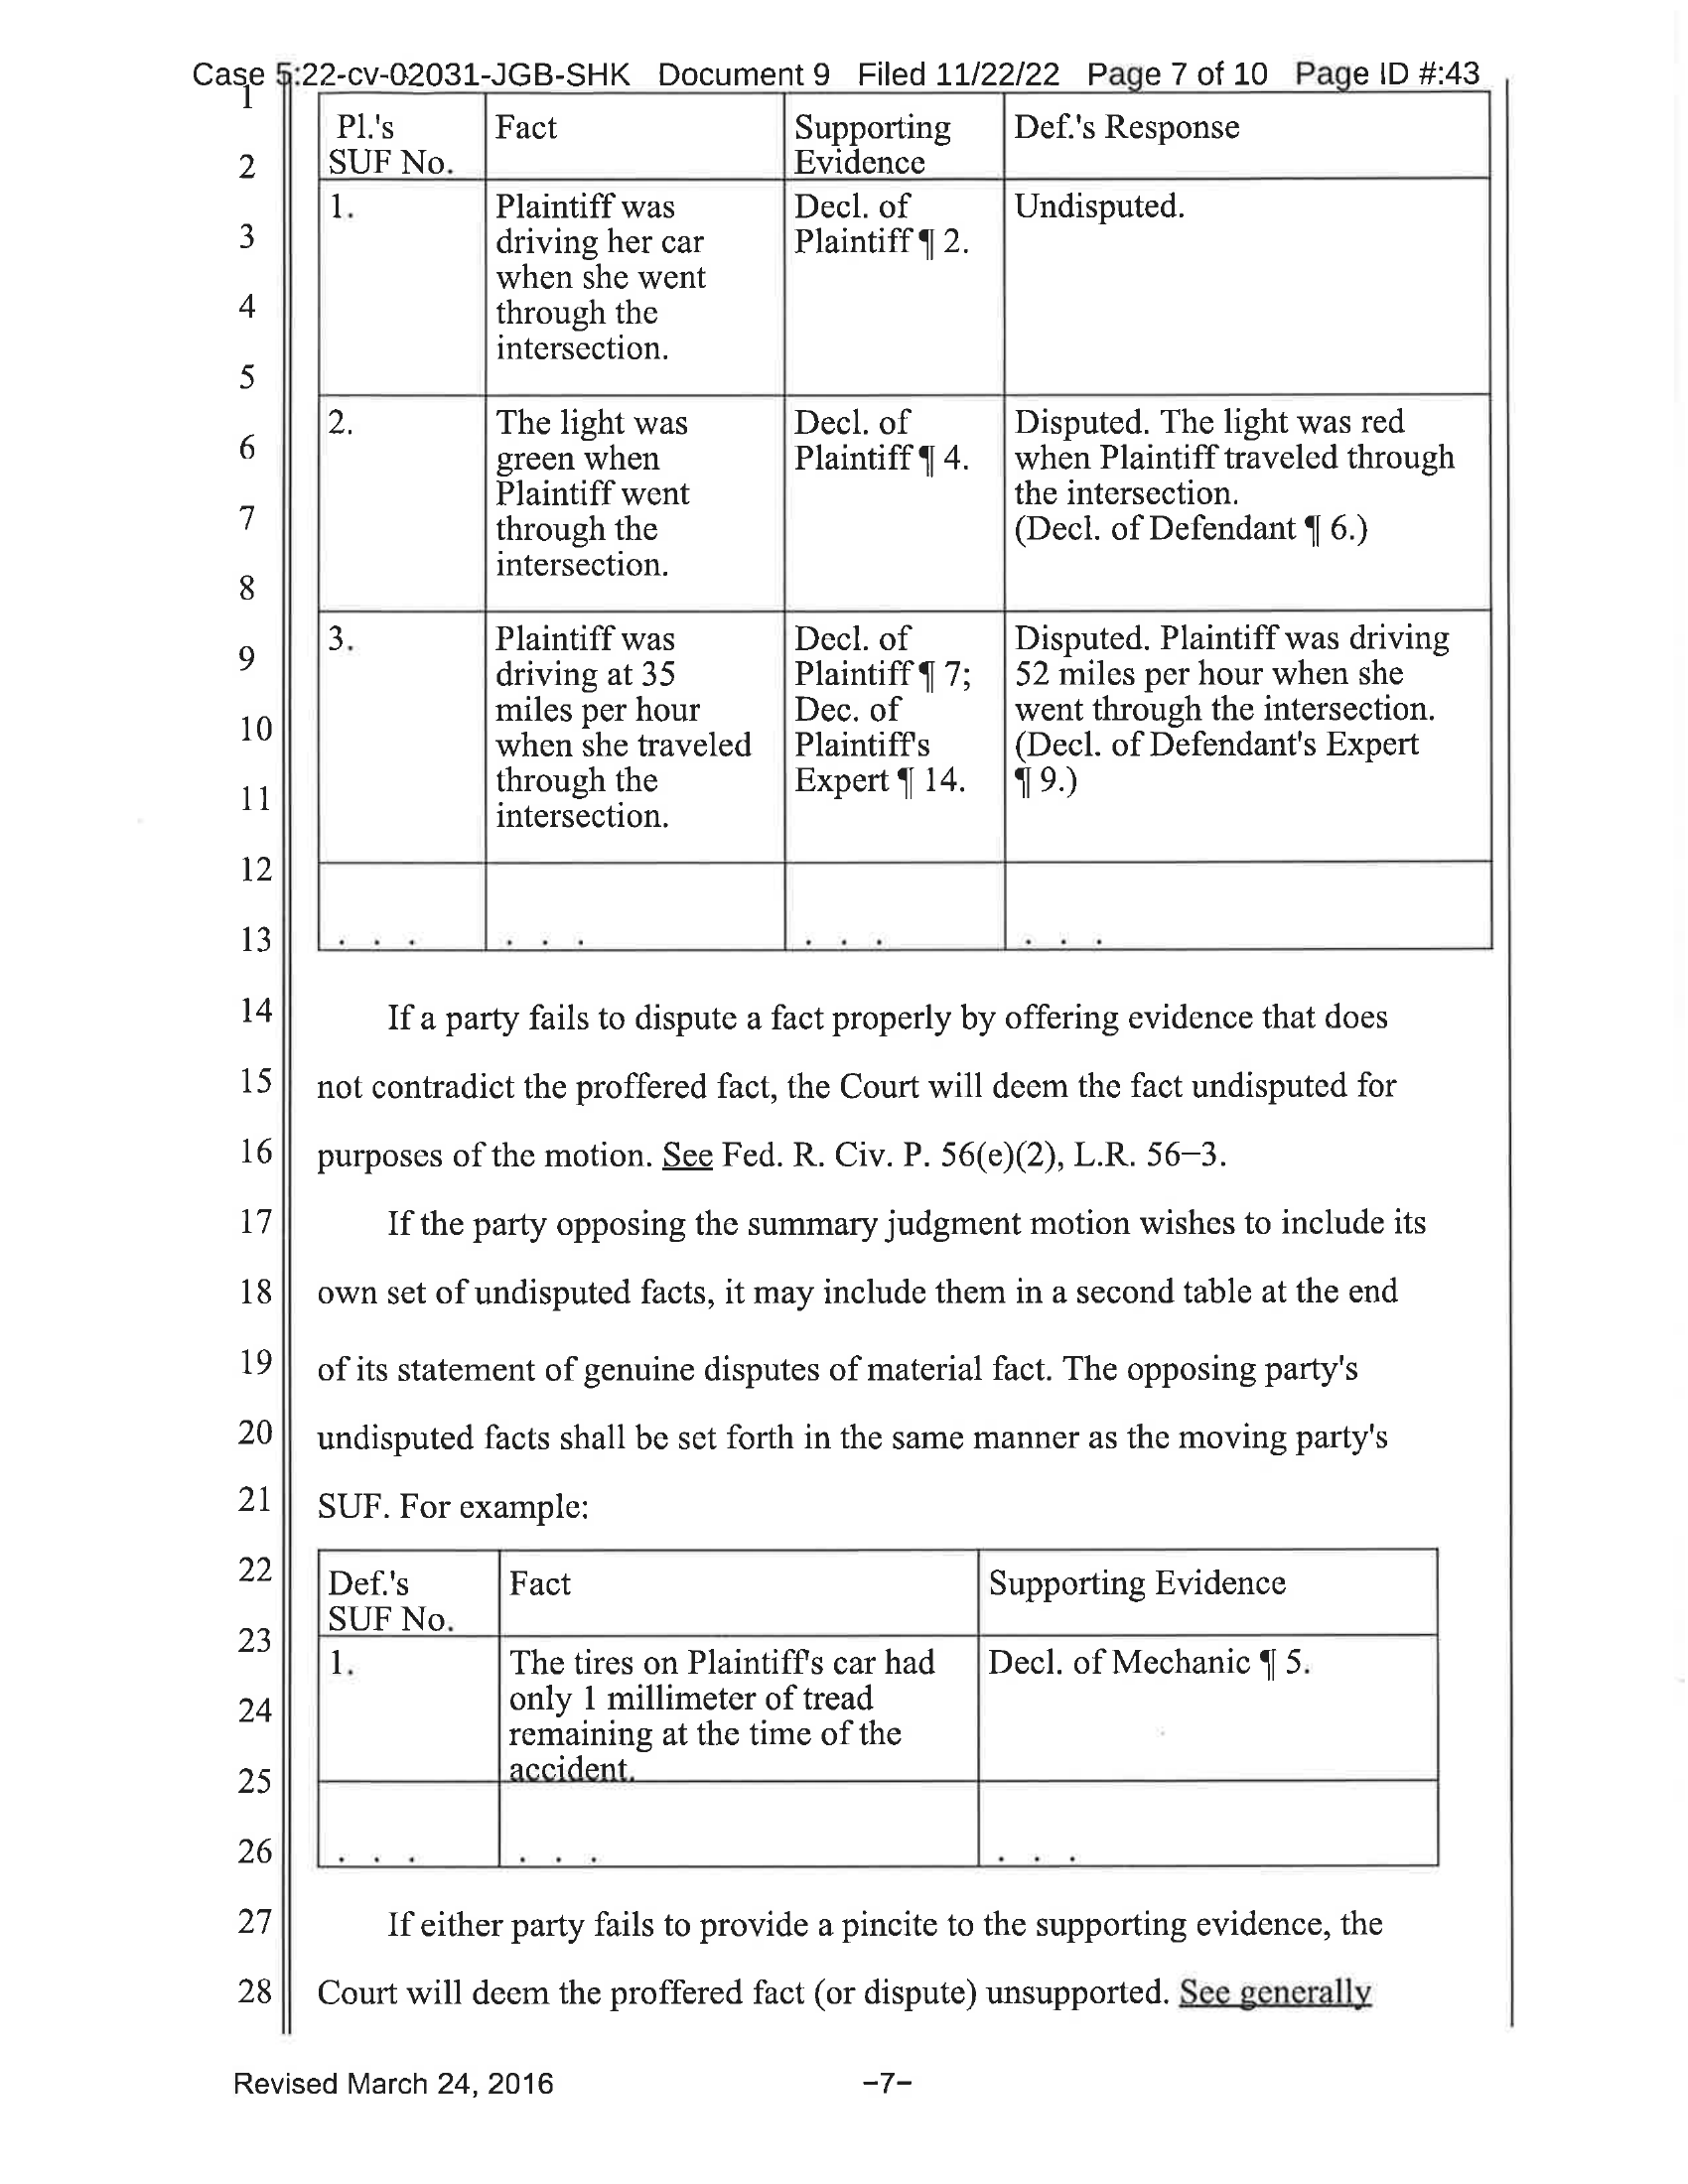 Case 5:22-cv-02031-JGB-SHK Document 9 Filed 11/22/22 Page 7 of 10 Page ID #:43
1
Pl.'s Fact Supporting Def.'s Response
2 SUF No. Evidence
1. Plaintiff was Decl. of Undisputed.
3 driving her car Plaintiff ¶ 2.
when she went
4 through the
intersection.
5
2. The light was Decl. of Disputed. The light was red
6 green when Plaintiff ¶ 4. when Plaintiff traveled through
Plaintiff went the intersection.
7 through the (Decl. of Defendant ¶ 6.)
intersection.
8
3. Plaintiff was Decl. of Disputed. Plaintiff was driving
9 driving at 35 Plaintiff ¶ 7; 52 miles per hour when she
miles per hour Dec. of went through the intersection.
10 when she traveled Plaintiff's (Decl. of Defendant's Expert
through the Expert ¶ 14. ¶ 9.)
11 intersection.
12
13 . . . . . . . . . . . .
14 If a party fails to dispute a fact properly by offering evidence that does
15 not contradict the proffered fact, the Court will deem the fact undisputed for
16 purposes of the motion. See Fed. R. Civ. P. 56(e)(2), L.R. 56–3.
17 If the party opposing the summary judgment motion wishes to include its
18 own set of undisputed facts, it may include them in a second table at the end
19 of its statement of genuine disputes of material fact. The opposing party's
20 undisputed facts shall be set forth in the same manner as the moving party's
21 SUF. For example:
22 Def.'s Fact Supporting Evidence
SUF No.
23
1. The tires on Plaintiff's car had Decl. of Mechanic ¶ 5.
24 only 1 millimeter of tread
remaining at the time of the
25 accident.
26 . . . . . . . . .
27 If either party fails to provide a pincite to the supporting evidence, the
28 Court will deem the proffered fact (or dispute) unsupported. See generally
Revised March 24, 2016 –7–